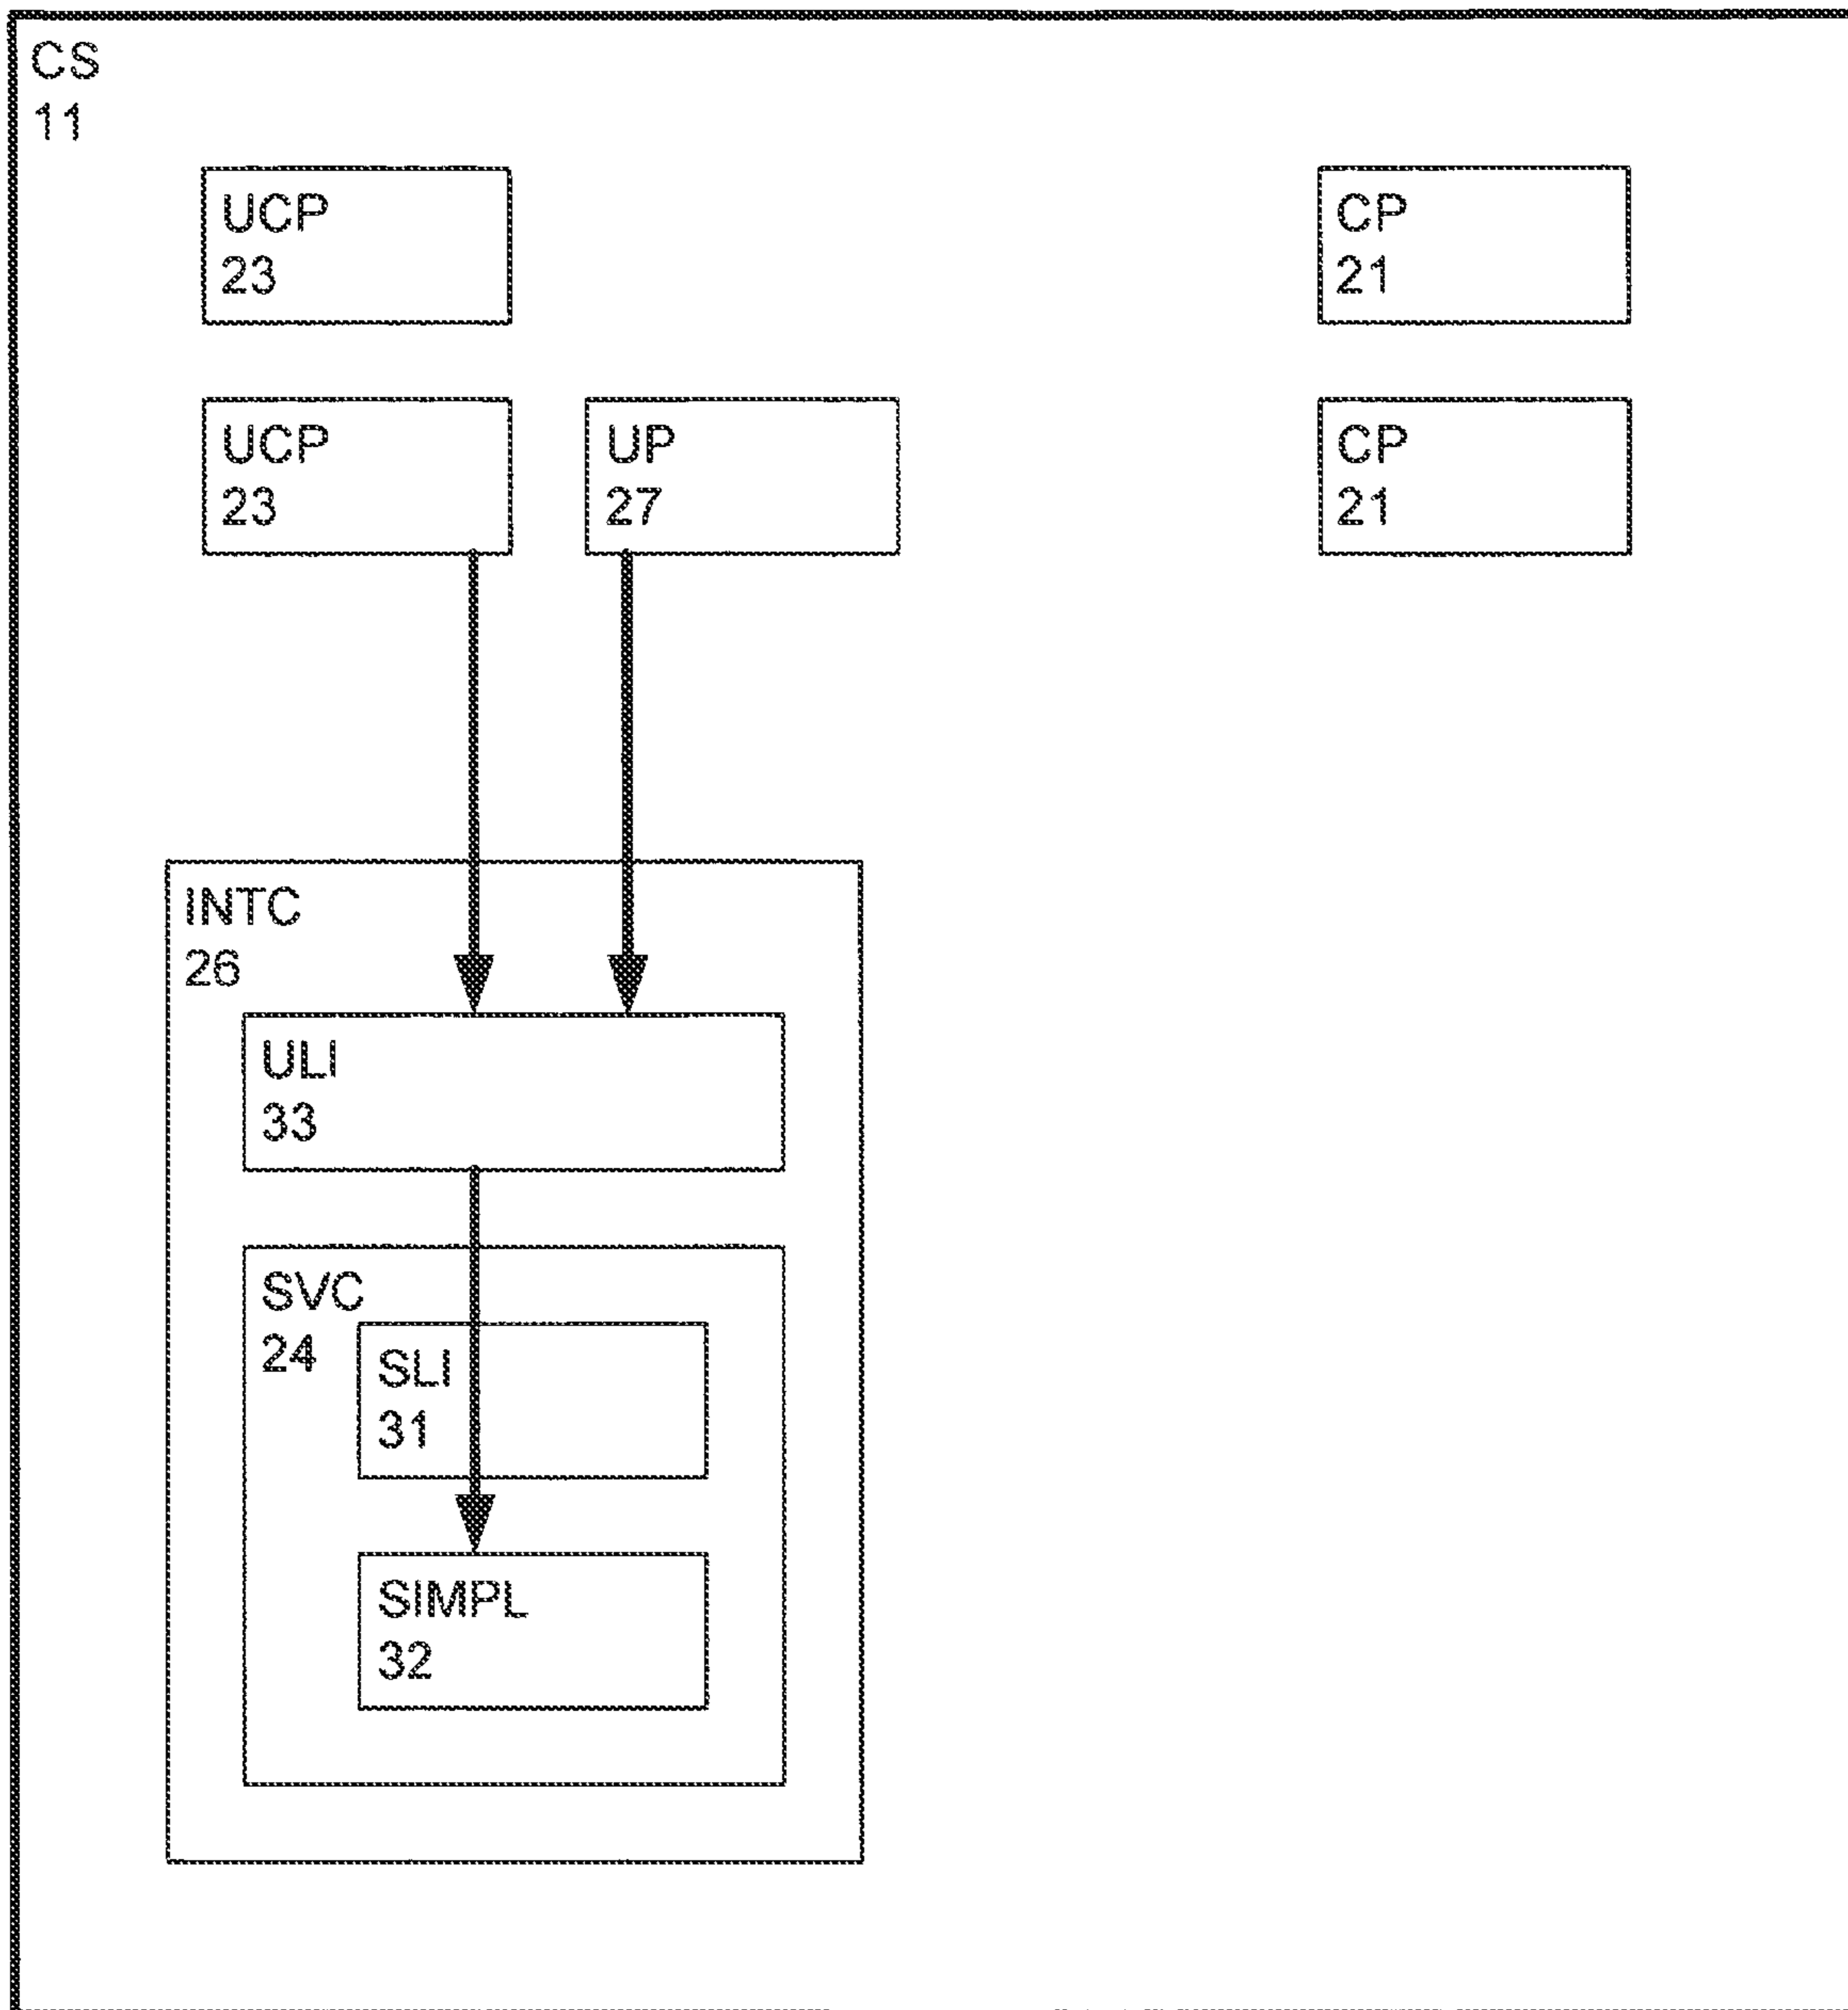 CS
11
UCP
23
CP
21
UCP
23
UP
27
CP
21
INTC
26
ULI
33
SVC
24
SLI
31
SIMPL
32